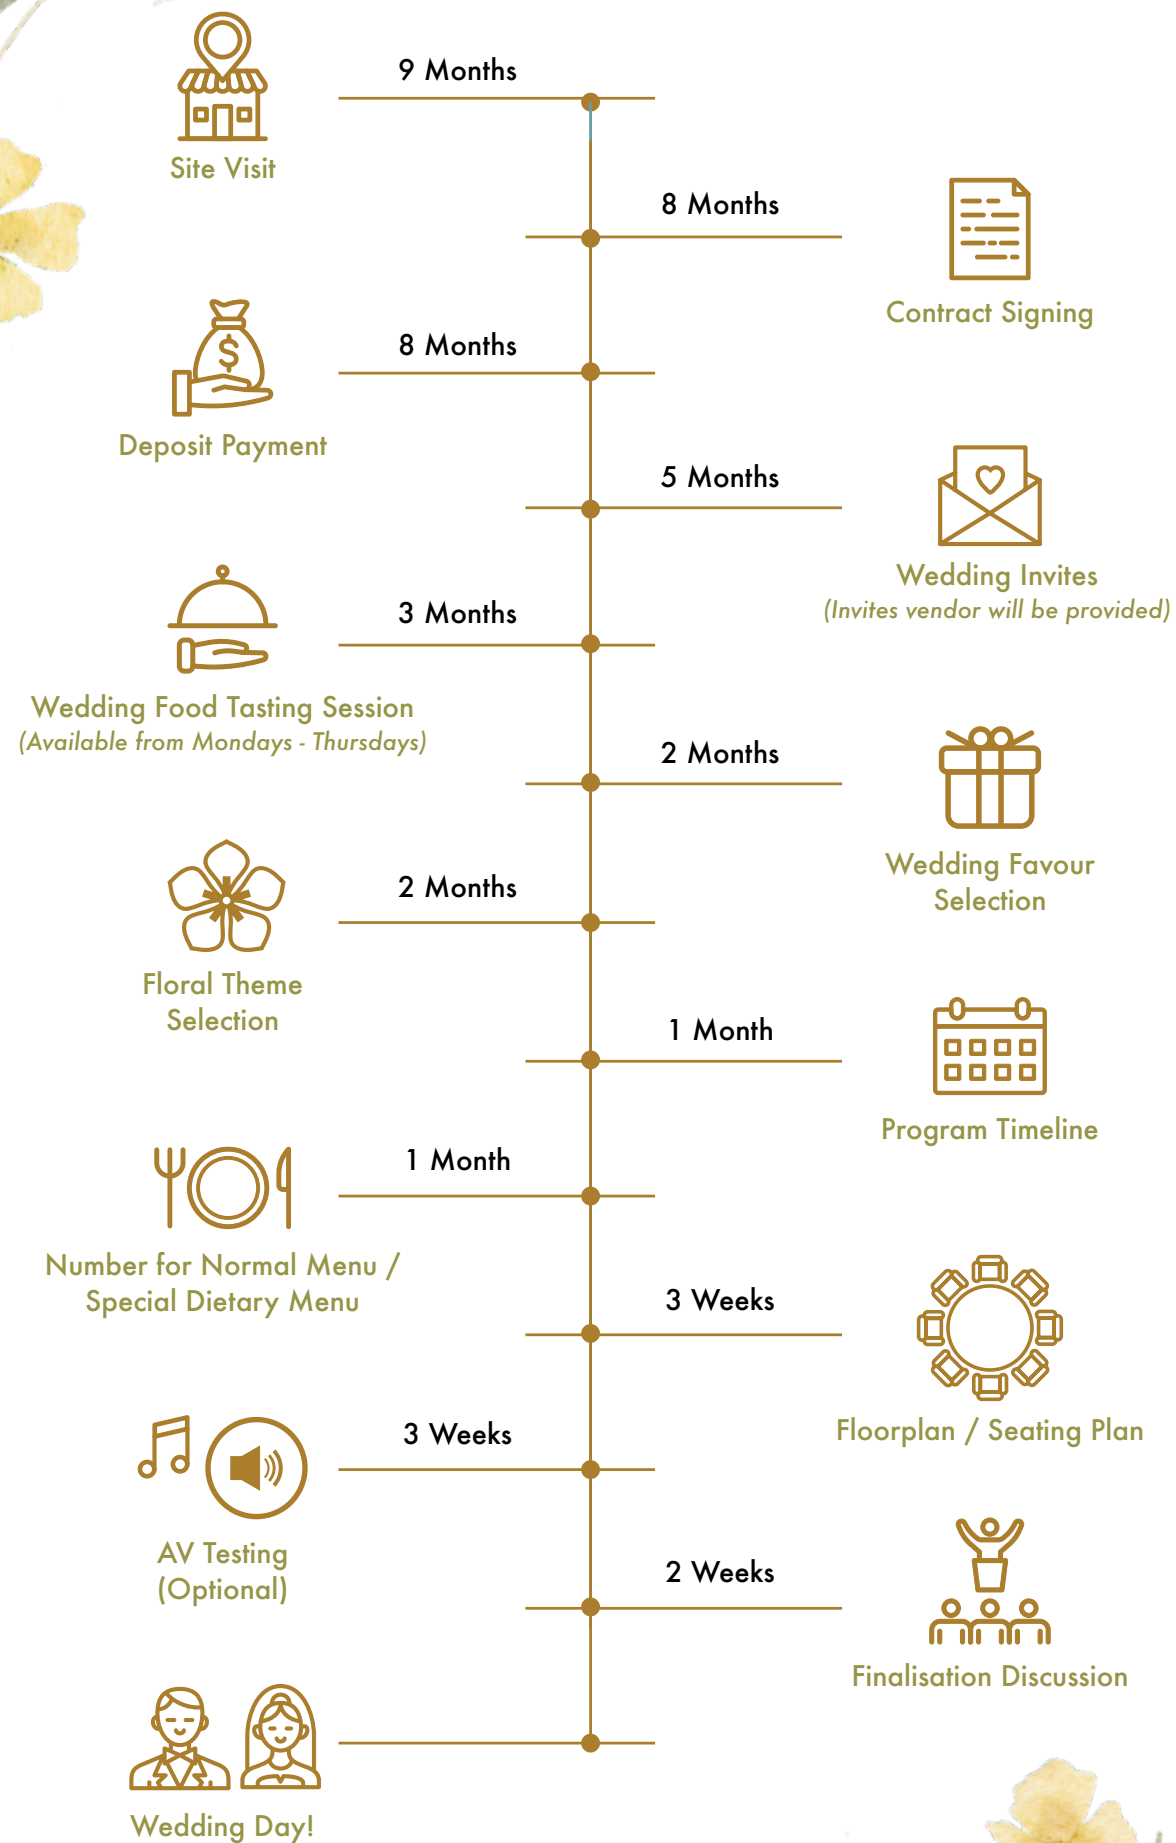 9 Months
Site Visit
8 Months
Contract Signing
8 Months
$
Deposit Payment
5 Months
Wedding Invites
(Invites vendor will be provided)
3 Months
Wedding Food Tasting Session
(Available from Mondays - Thursdays)
2 Months
Wedding Favour
Selection
2 Months
Floral Theme
Selection
1 Month
Program Timeline
1 Month
Number for Normal Menu /
Special Dietary Menu
3 Weeks
Floorplan / Seating Plan
3 Weeks
AV Testing
(Optional)
2 Weeks
Finalisation Discussion
Wedding Day!